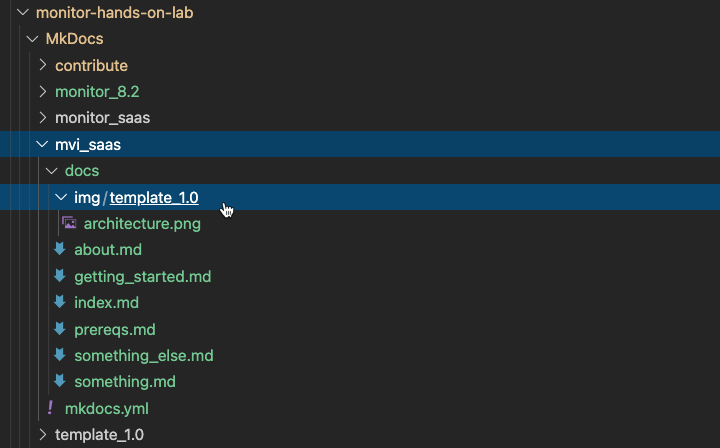 monitor-hands-on-lab
MkDocs
contribute
monitor_8.2
monitor_saas
mvi_saas
docs
img/template_1.0
architecture.png
about.md
getting_started.md
index.md
prereqs.md
something_else.md
something.md
! mkdocs.yml
template_1.0